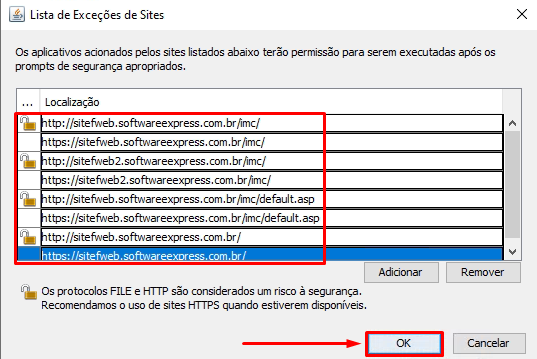 Lista de Exceções de Sites
Os aplicativos acionados pelos sites listados abaixo terão permissão para serem executadas após os
prompts de segurança apropriados.
... Localização
http://sitefweb.softwareexpress.com.br/imc/
https://sitefweb.softwareexpress.com.br/imc/
http://sitefweb2.softwareexpress.com.br/imc/
https://sitefweb2.softwareexpress.com.br/imc/
http://sitefweb.softwareexpress.com.br/imc/default.asp
https://sitefweb.softwareexpress.com.br/imc/default.asp
http://sitefweb.softwareexpress.com.br/
https://sitefweb.softwareexpress.com.br/
Adicionar Remover
Os protocolos FILE e HTTP são considerados um risco à segurança.
Recomendamos o uso de sites HTTPS quando estiverem disponíveis.
OK Cancelar